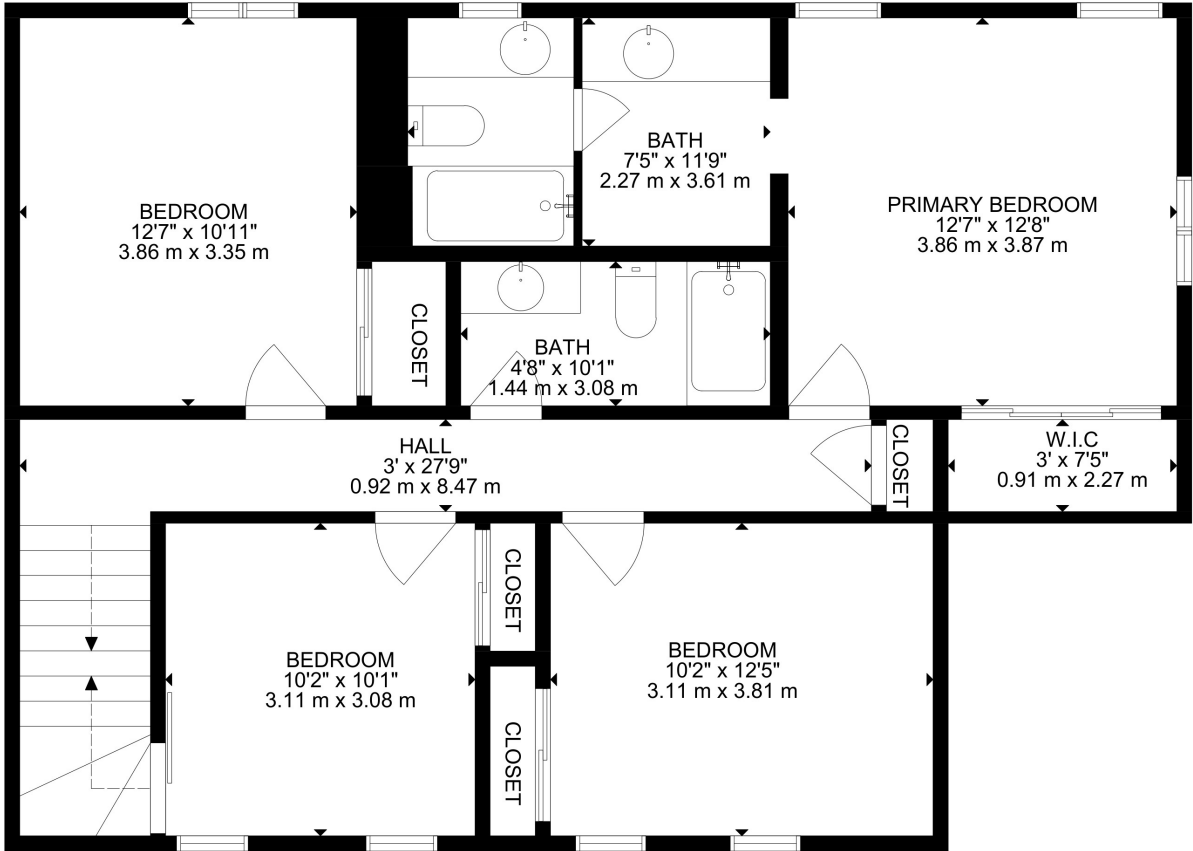 BATH
7'5" x 11'9"
2.27 m x 3.61 m
BEDROOM
12'7" x 10'11"
3.86 m x 3.35 m
PRIMARY BEDROOM
12'7" x 12'8"
3.86 m x 3.87 m
CLOSET
BATH
4'8" x 10'1"
1.44 m x 3.08 m
HALL
3' x 27'9"
0.92 m x 8.47 m
CLOSET
W.I.C
3' x 7'5"
0.91 m x 2.27 m
CLOSET
BEDROOM
10'2" x 10'1"
3.11 m x 3.08 m
BEDROOM
10'2" x 12'5"
3.11 m x 3.81 m
CLOSET